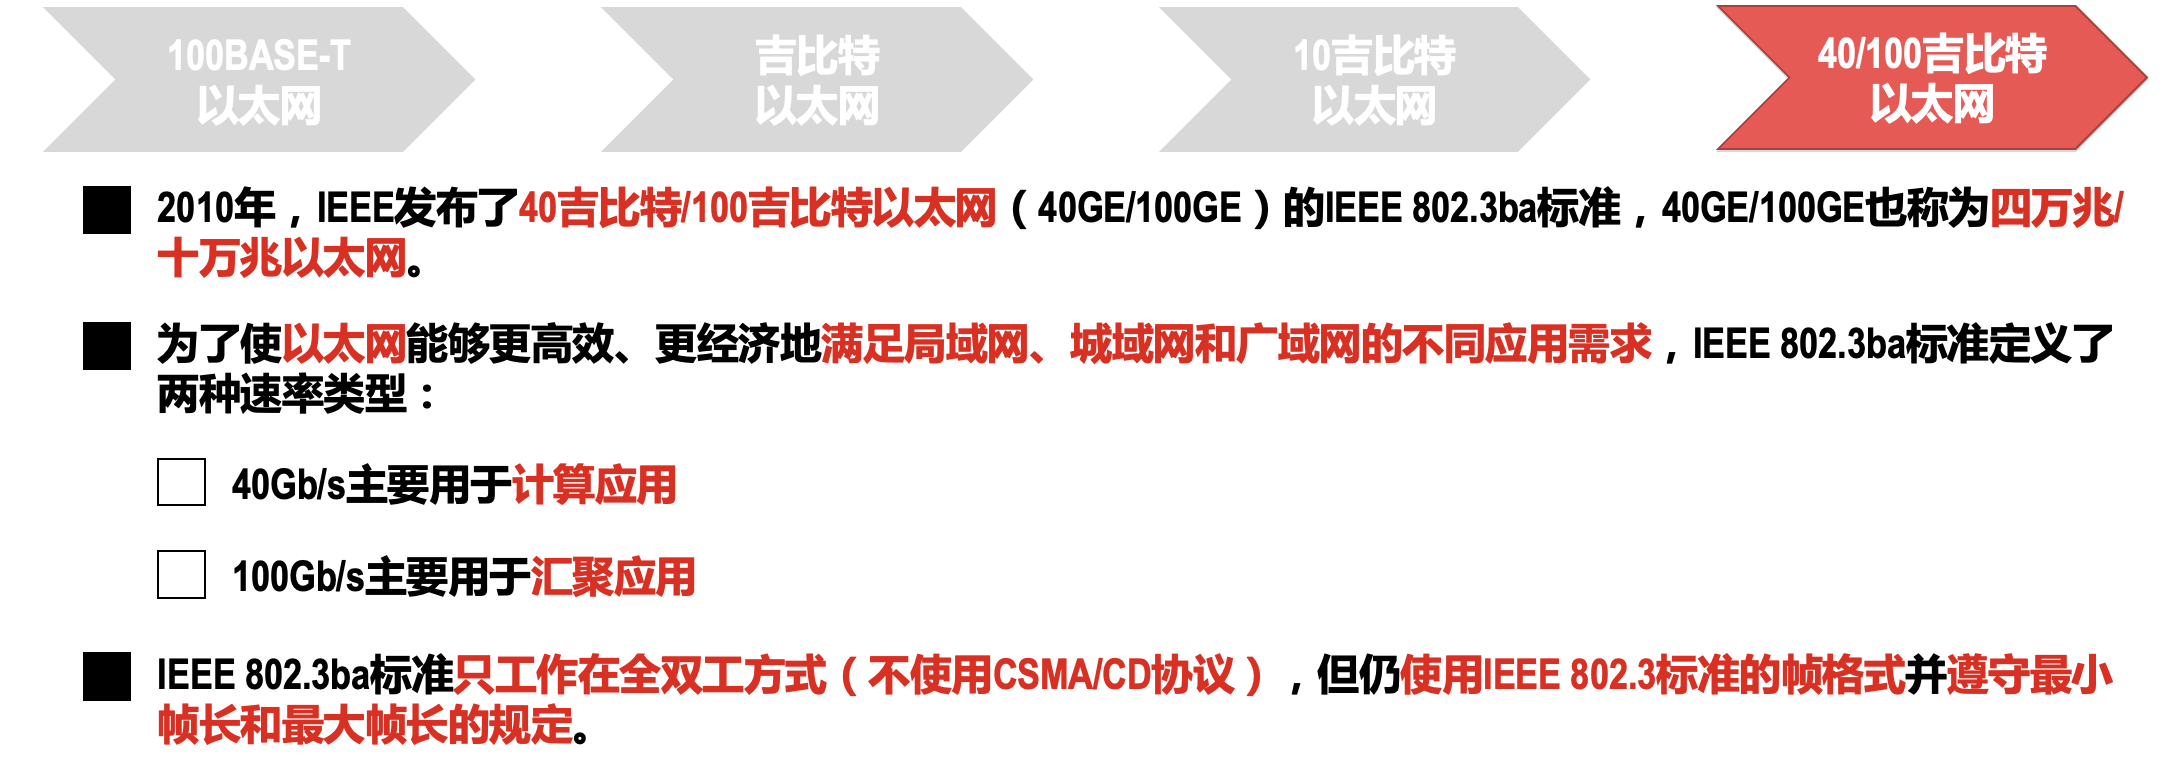 100BASE-T
以太网
吉比特
以太网
10吉比特
以太网
40/100吉比特
以太网
2010年，IEEE发布了40吉比特/100吉比特以太网（40GE/100GE）的IEEE 802.3ba标准，40GE/100GE也称为四万兆/
十万兆以太网。
为了使以太网能够更高效、更经济地满足局域网、城域网和广域网的不同应用需求，IEEE 802.3ba标准定义了
两种速率类型：
40Gb/s主要用于计算应用
100Gb/s主要用于汇聚应用
IEEE 802.3ba标准只工作在全双工方式（不使用CSMA/CD协议），但仍使用IEEE 802.3标准的帧格式并遵守最小
帧长和最大帧长的规定。